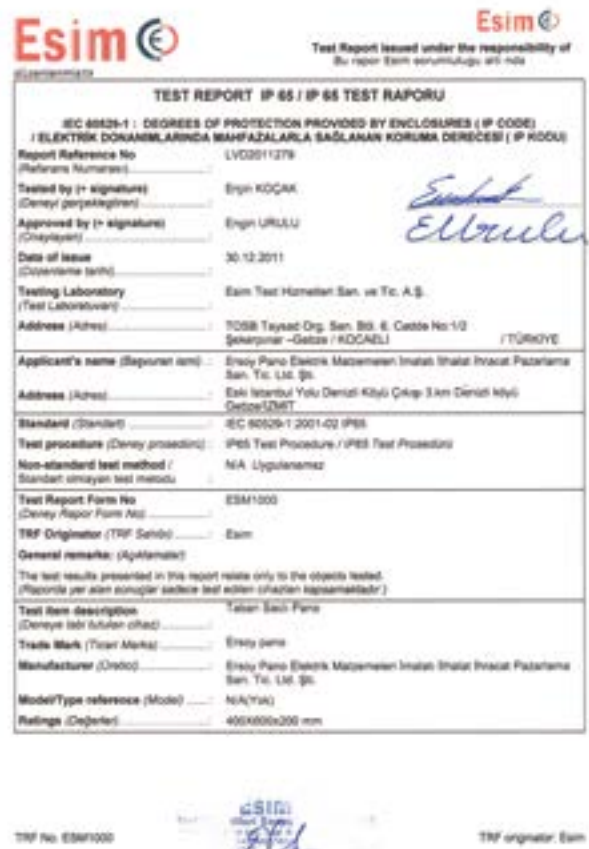 Esim
Esim
Test Report issued under the responsibility of
Bu rapor Esim sorumluluğu altında
TEST REPORT IP 65 / IP 65 TEST RAPORU
IEC 60529-1 : DEGREES OF PROTECTION PROVIDED BY ENCLOSURES ( IP CODE)
/ ELEKTRİK DONANIMLARINDA MAHFAZALARLA SAĞLANAN KORUMA DERECESİ ( IP KODU)
Report Reference No LVD2011279
(Referans Numarası) :
Tested by (+ signature) Erçin KOÇAK
(Deneyi gerçekleştiren) :
Approved by (+ signature) Engin URULU
(Onaylayan) :
EUrulu
Date of issue 30.12.2011
(Düzenleme tarihi) :
Testing Laboratory Esim Test Hizmetleri San. ve Tic. A.Ş.
(Test Laboratuvarı) :
Address (Adres) : TOSB Taysad Org. San. Böl. 6. Cadde No:1/3
Şekerpınar –Gebze / KOCAELİ / TÜRKİYE
Applicant's name (Başvuran ismi) : Ersoy Pano Elektrik Malzemeleri İmalatı İthalat İhracat Pazarlama
San. Tic. Ltd. Şti.
Address (Adres) : Eski İstanbul Yolu Denizli Köyü Çıkışı 3.km Denizli köyü
Gebze/İZMİT
Standard (Standart) : IEC 60529-1:2001-02 IP65
Test procedure (Deney prosedürü) : IP65 Test Procedure / IP65 Test Prosedürü
Non-standard test method / N/A Uygulanamaz
Standart olmayan test metodu :
Test Report Form No ESM1000
(Deney Rapor Form No) :
TRF Originator (TRF Sahibi) : Esim
General remarks: (Açıklamalar)
The test results presented in this report relate only to the objects tested.
(Raporda yer alan sonuçlar sadece test edilen cihazları kapsamaktadır.)
Test item description Taban Saclı Pano
(Deneye tabi tutulan cihaz) :
Trade Mark (Ticari Marka) : Ersoy pano
Manufacturer (Üretici) : Ersoy Pano Elektrik Malzemeleri İmalatı İthalat İhracat Pazarlama
San. Tic. Ltd. Şti.
Model/Type reference (Model) : N/A(Yok)
Ratings (Değerler) : 400X600x200 mm
ESİM
TRF No: ESM1000 TRF originator: Esim